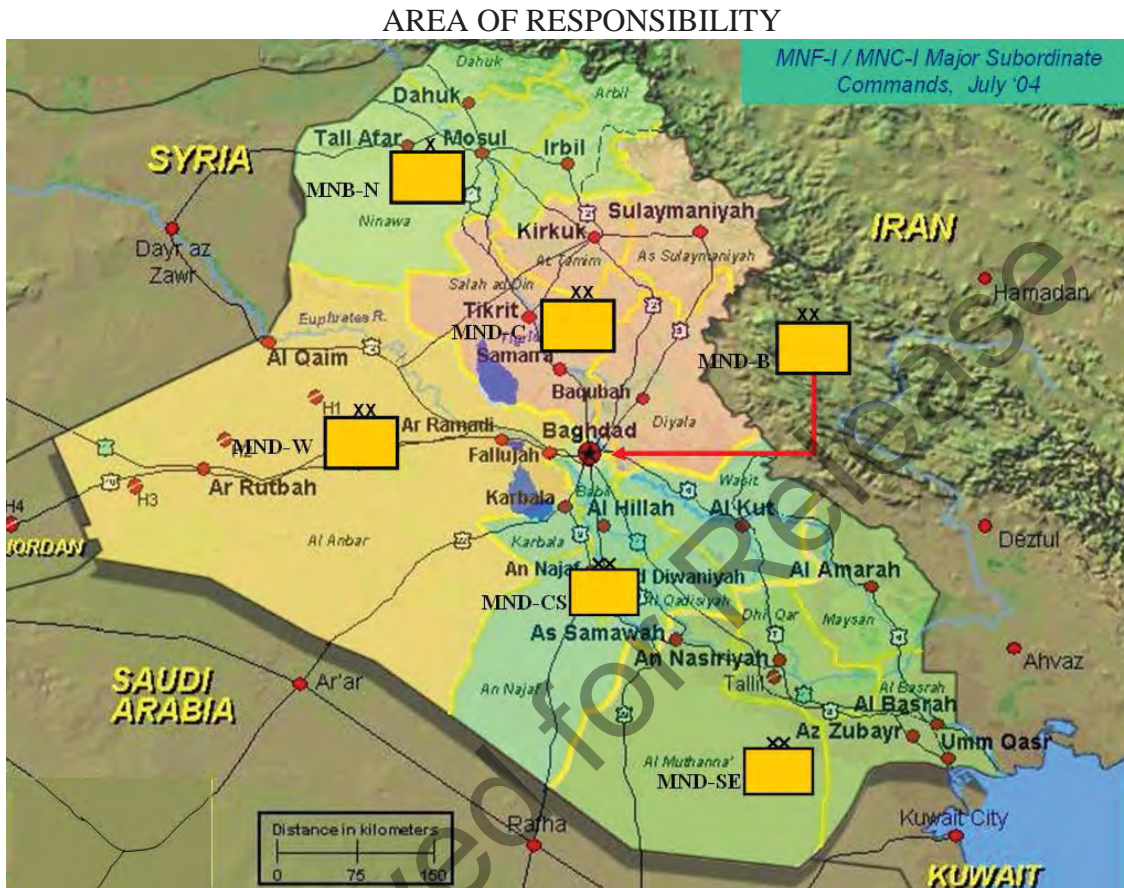 AREA OF RESPONSIBILITY
MNF-I / MNC-I Major Subordinate
Commands, July '04
Dahuk
Dahuk
Arbil
Tall Afar
Mosul
Irbil
SYRIA
X
MNB-N
Ninawa
Sulaymaniyah
Kirkuk
IRAN
At Tamim
As Sulaymaniyah
Dayr az
Zawr
Salah ad Din
Hamadan
XX
Tikrit
MND-C
Euphrates R.
XX
MND-B
Samarra
Al Qaim
Baqubah
H1
Diyala
XX
Ar Ramadi
Baghdad
MND-W
Fallujah
Ar Rutbah
H3
Wasit
Karbala
Babil
Al Hillah
Al Kut
H4
JORDAN
Al Anbar
Karbala
Dezful
An Najaf
XX
Diwaniyah
Al Amarah
MND-CS
Al Qadisiyah
Dhi Qar
Maysan
As Samawah
An Nasiriyah
Ahvaz
SAUDI
ARABIA
Ar'ar
An Najaf
Tallil
Al Basrah
Al Basrah
XX
Az Zubayr
Umm Qasr
Al Muthanna'
MND-SE
Distance in kilometers
0 75 150
Rafha
Kuwait City
KUWAIT
ved for Release